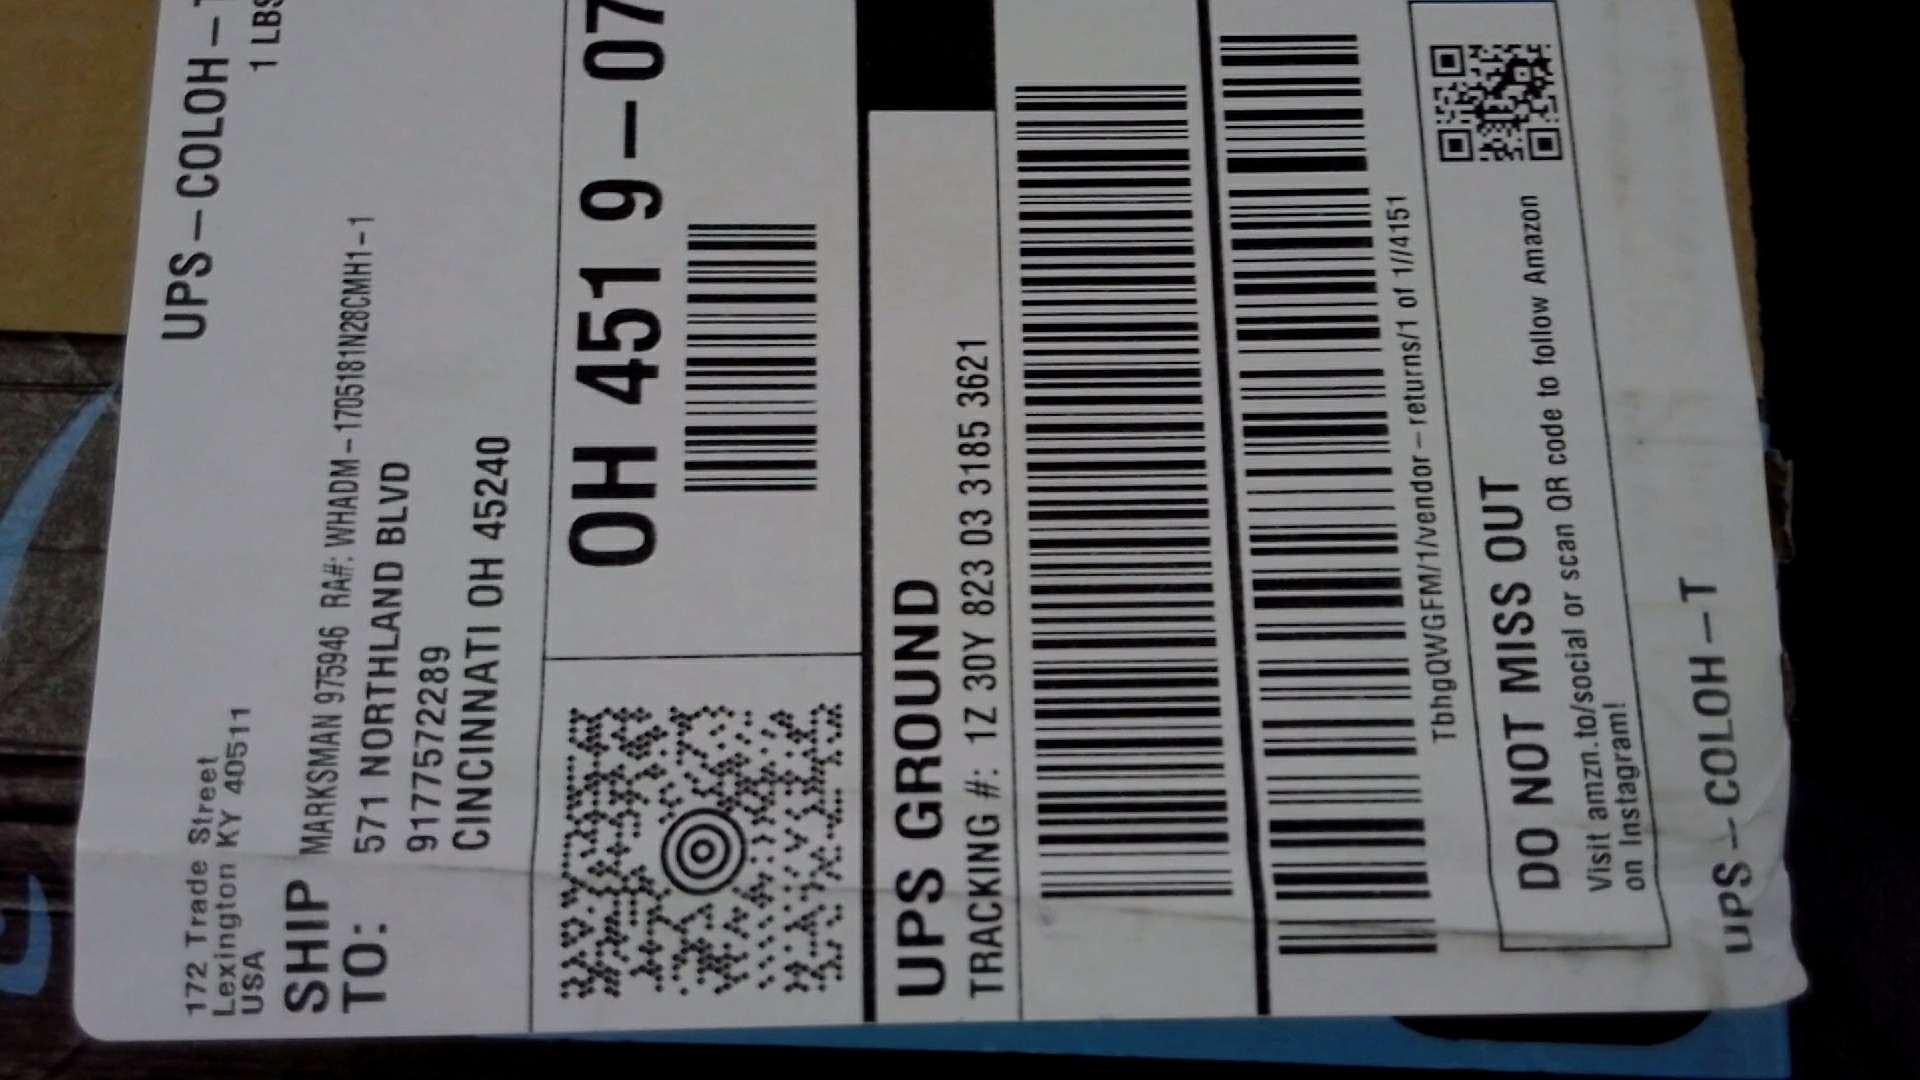 UPS-COLOH-T
1 LBS
172 Trade Street
Lexington KY 40511
USA
SHIP
TO:
MARKSMAN 975946 RA#: WHADM-1705181N28CMH1-1
571 NORTHLAND BLVD
9177572289
CINCINNATI OH 45240
OH 451 9-07
UPS GROUND
TRACKING #: 1Z 30Y 823 03 3185 3621
TbhgQWGFM/1/vendor-returns/1 of 1//4151
DO NOT MISS OUT
Visit amzn.to/social or scan QR code to follow Amazon
on Instagram!
UPS-COLOH-T